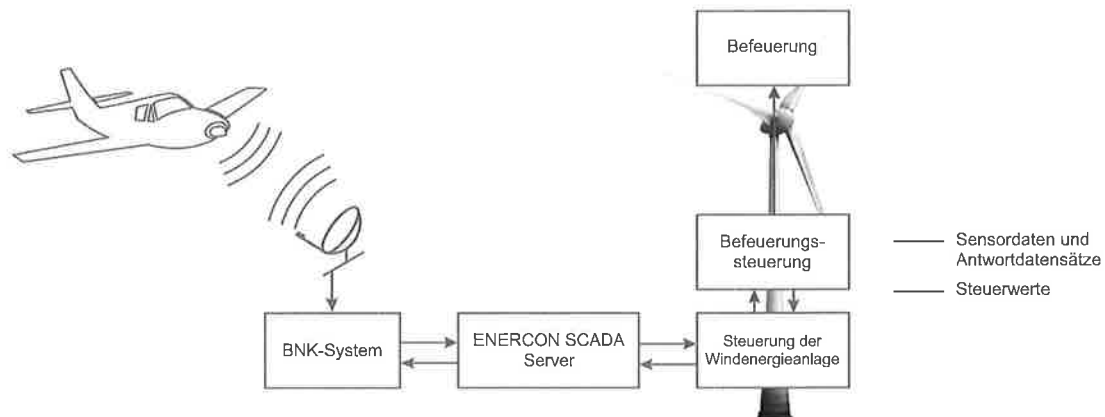 Befeuerung
Befeuerungs-
steuerung
Sensordaten und
Antwortdatensätze
Steuerwerte
BNK-System
ENERCON SCADA
Server
Steuerung der
Windenergieanlage